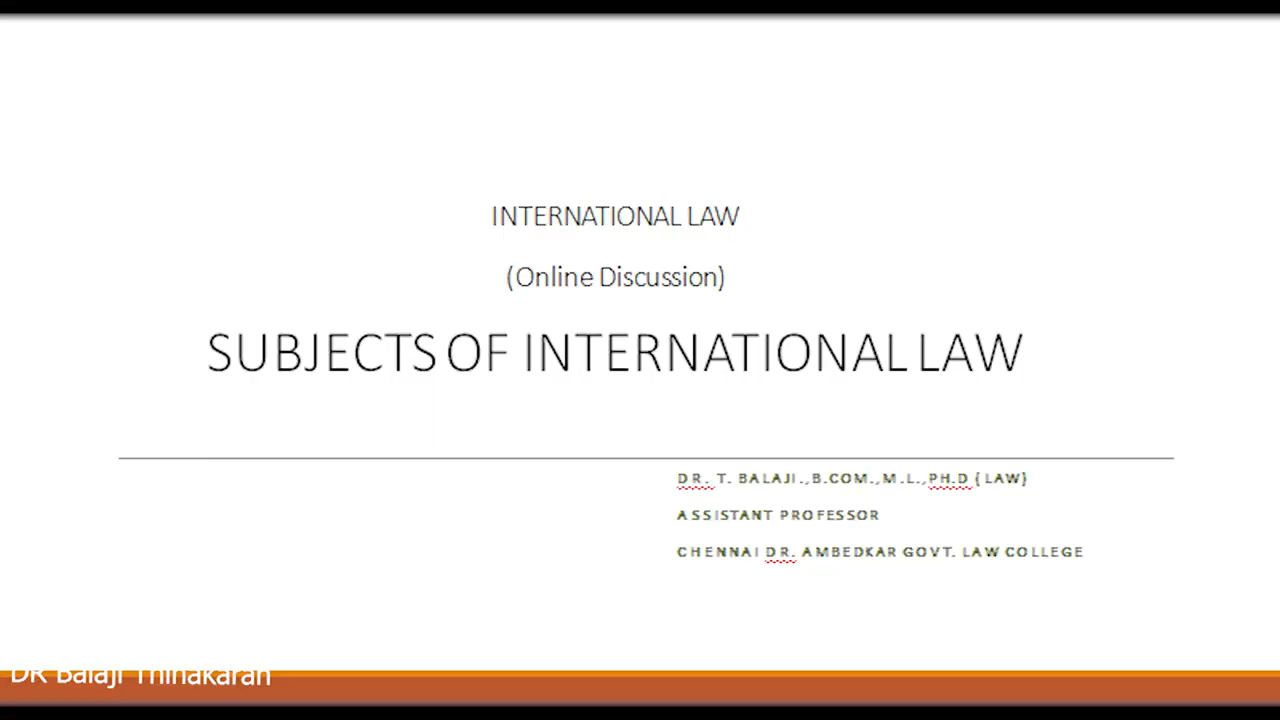 INTERNATIONAL LAW
(Online Discussion)
SUBJECTS OF INTERNATIONAL LAW
DR. T. BALAJI.,B.COM.,M.L.,PH.D (LAW)
ASSISTANT PROFESSOR
CHENNAI DR. AMBEDKAR GOVT. LAW COLLEGE
DR Balaji Thinakaran